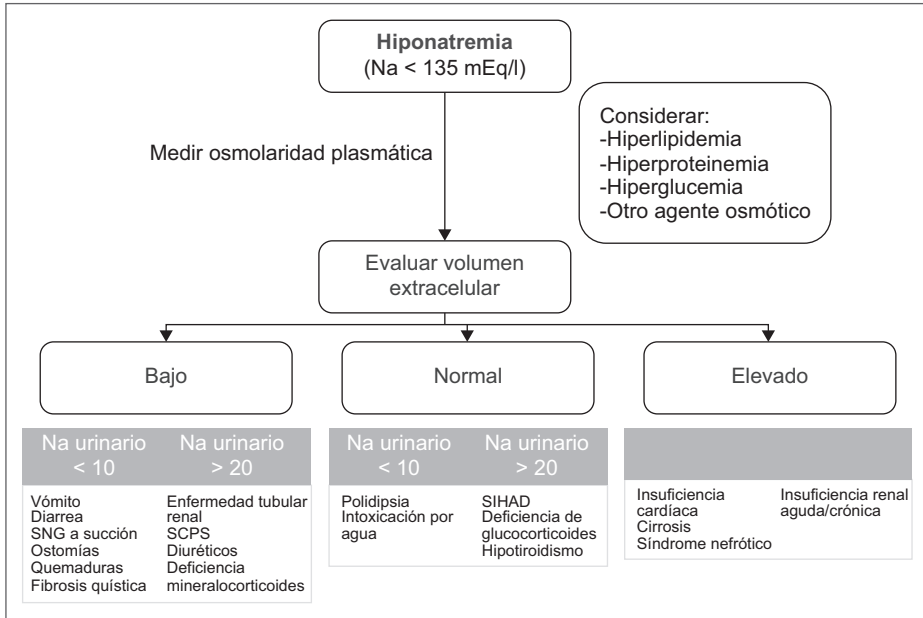 Hiponatremia
(Na < 135 mEq/l)
Considerar:
-Hiperlipidemia
-Hiperproteinemia
-Hiperglucemia
-Otro agente osmótico
Medir osmolaridad plasmática
Evaluar volumen
extracelular
Bajo
Normal
Elevado
Na urinario
< 10
Na urinario
> 20
Vómito
Diarrea
SNG a succión
Ostomías
Quemaduras
Fibrosis quística
Enfermedad tubular
renal
SCPS
Diuréticos
Deficiencia
mineralocorticoides
Na urinario
< 10
Na urinario
> 20
Polidipsia
Intoxicación por
agua
SIHAD
Deficiencia de
glucocorticoides
Hipotiroidismo
Insuficiencia
cardíaca
Cirrosis
Síndrome nefrótico
Insuficiencia renal
aguda/crónica